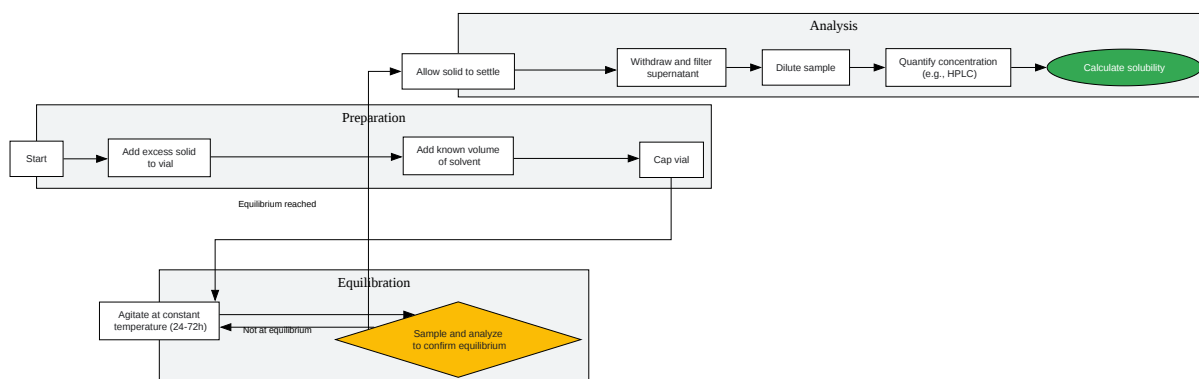 Analysis
Allow solid to settle
Withdraw and filter
supernatant
Dilute sample
Quantify concentration
(e.g., HPLC)
Calculate solubility
Preparation
Start
Add excess solid
to vial
Add known volume
of solvent
Cap vial
Equilibrium reached
Equilibration
Agitate at constant
temperature (24-72h)
Not at equilibrium
Sample and analyze
to confirm equilibrium